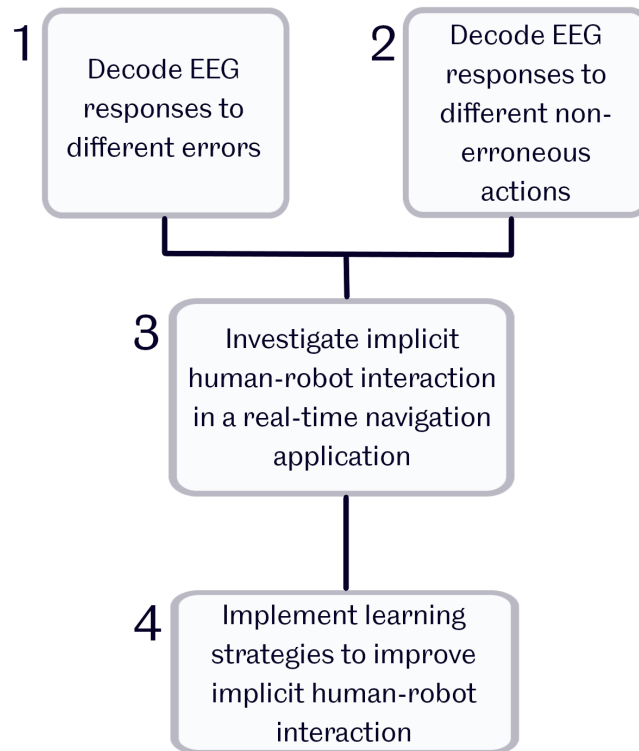 1
Decode EEG
responses to
different errors
2
Decode EEG
responses to
different non-
erroneous
actions
3
Investigate implicit
human-robot interaction
in a real-time navigation
application
4
Implement learning
strategies to improve
implicit human-robot
interaction